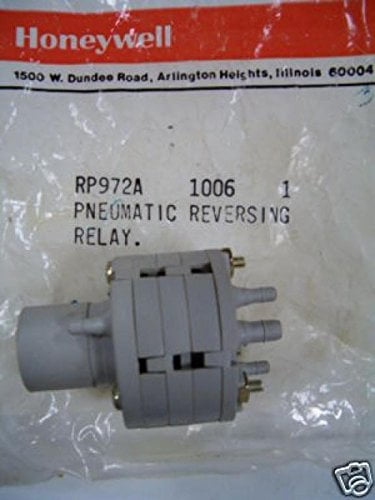 Honeywell
1500 W. Dundee Road, Arlington Heights, Illinois 60004
RP972A 1006 1
PNEUMATIC REVERSING
RELAY.